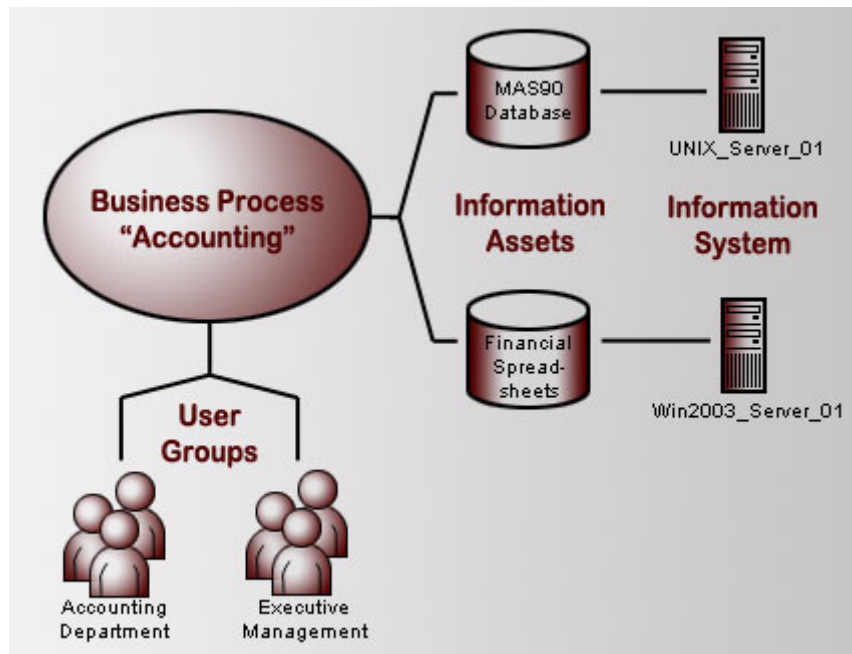 MAS90
Database
UNIX_Server_01
Business Process
“Accounting”
Information
Assets
Information
System
Financial
Spread-
sheets
Win2003_Server_01
User
Groups
Accounting
Department
Executive
Management